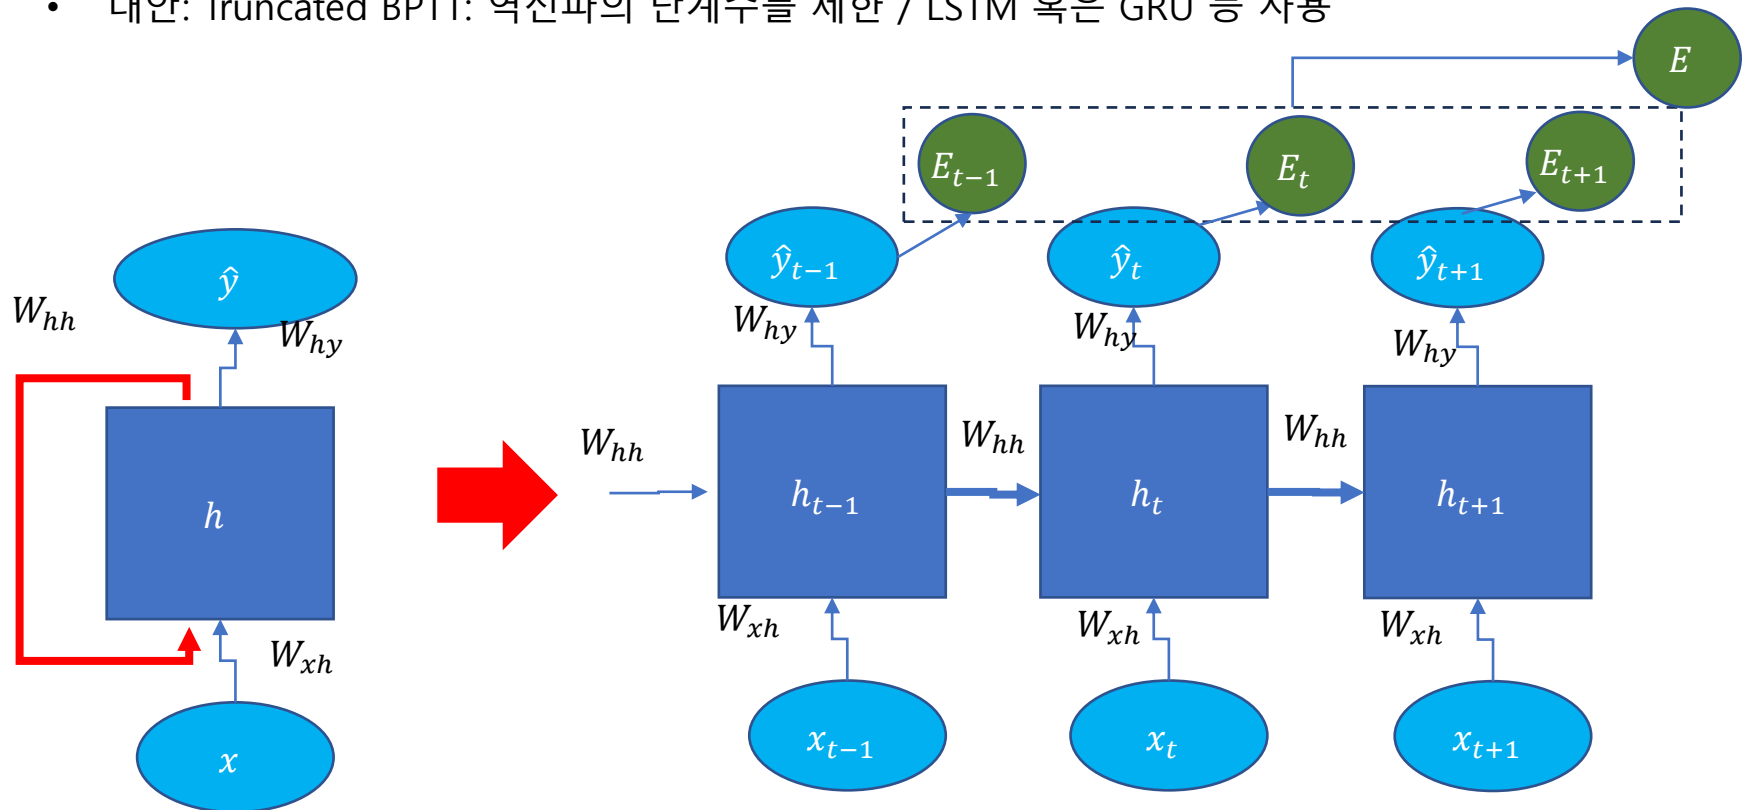 • 대안: Truncated BPTT: 역전파의 단계수를 제한 / LSTM 혹은 GRU 등 사용
E
E_{t−1} E_t E_{t+1}
ŷ ŷ_{t−1} ŷ_t ŷ_{t+1}
W_{hh} W_{hy} W_{hy} W_{hy} W_{hy}
W_{hh} W_{hh} W_{hh}
h h_{t−1} h_t h_{t+1}
W_{xh} W_{xh} W_{xh} W_{xh}
x x_{t−1} x_t x_{t+1}